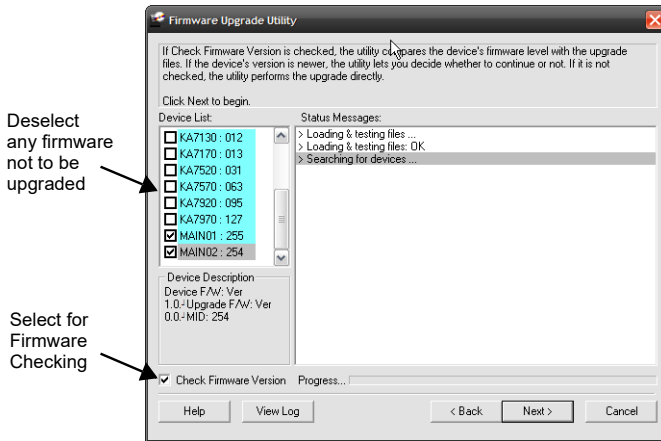 Firmware Upgrade Utility
If Check Firmware Version is checked, the utility compares the device's firmware level with the upgrade
files. If the device's version is newer, the utility lets you decide whether to continue or not. If it is not
checked, the utility performs the upgrade directly.
Click Next to begin.
Device List:
Status Messages:
Deselect
any firmware
not to be
upgraded
KA7130 : 012
KA7170 : 013
KA7520 : 031
KA7570 : 063
KA7920 : 095
KA7970 : 127
MAIN01 : 255
MAIN02 : 254
> Loading & testing files ...
> Loading & testing files: OK
> Searching for devices ...
Device Description
Device F/W: Ver
1.0.┘Upgrade F/W: Ver
0.0.┘MID: 254
Select for
Firmware
Checking
Check Firmware Version
Progress...
Help
View Log
< Back
Next >
Cancel